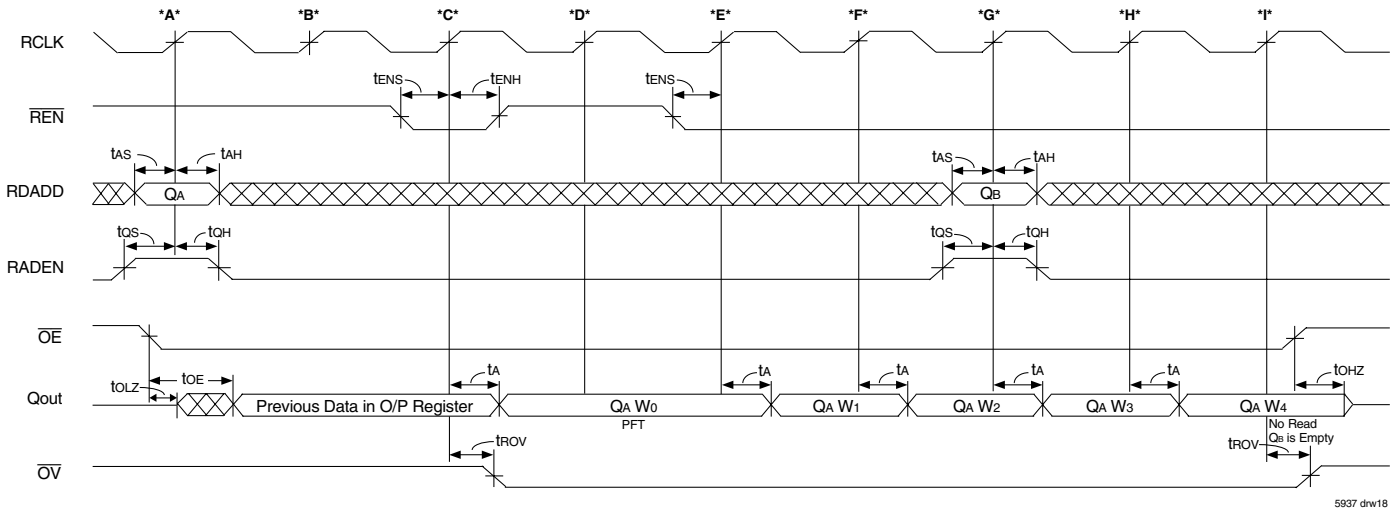 *A* *B* *C* *D* *E* *F* *G* *H* *I*
RCLK
tENS tENH tENS
REN
tAS tAH tAS tAH
RDADD QA QB
tQS tQH tQS tQH
RADEN
OE
tOLZ tOE tA tA tA tA tA tOHZ
Qout Previous Data in O/P Register QA W0 QA W1 QA W2 QA W3 QA W4
PFT No Read
QB is Empty
tROV tROV
OV
5937 drw18